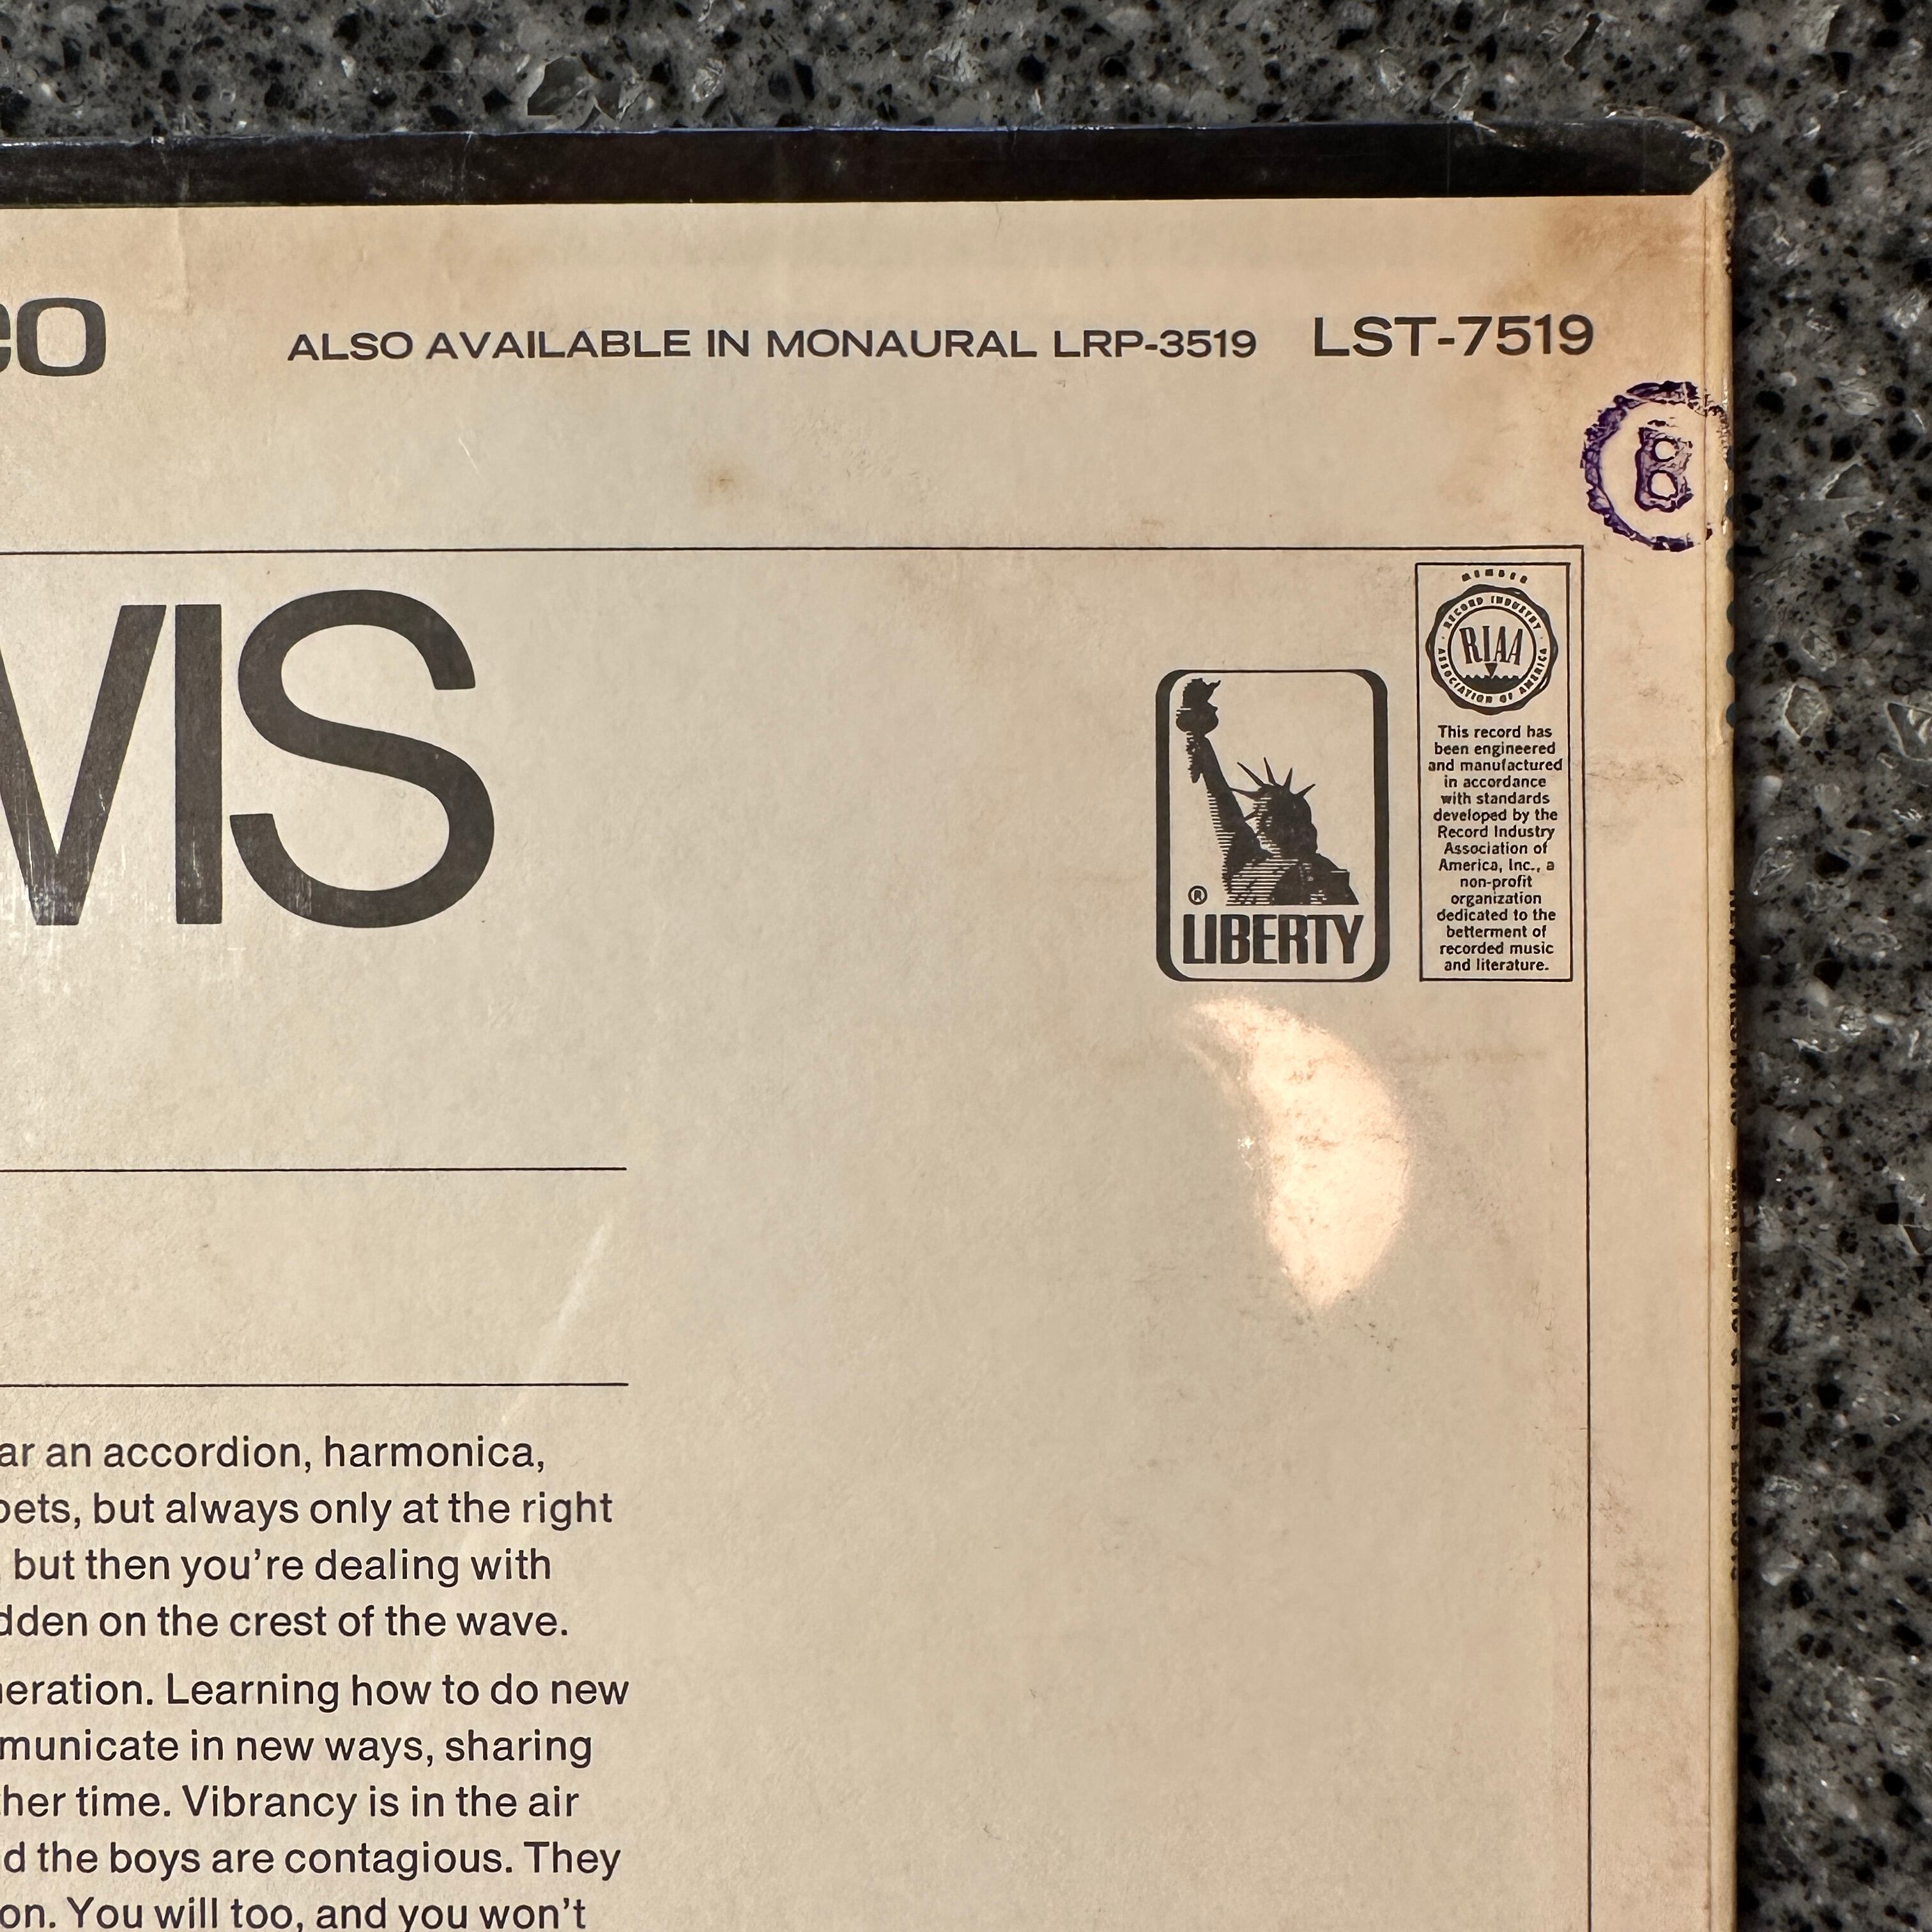 co
ALSO AVAILABLE IN MONAURAL LRP-3519 LST-7519
B
WIS
MEMBER
RECORD INDUSTRY
RIAA
ASSOCIATION OF AMERICA
This record has
been engineered
and manufactured
in accordance
with standards
developed by the
Record Industry
Association of
America, Inc., a
non-profit
organization
dedicated to the
betterment of
recorded music
and literature.
®
LIBERTY
ar an accordion, harmonica,
pets, but always only at the right
but then you're dealing with
dden on the crest of the wave.
neration. Learning how to do new
municate in new ways, sharing
ther time. Vibrancy is in the air
d the boys are contagious. They
on. You will too, and you won't